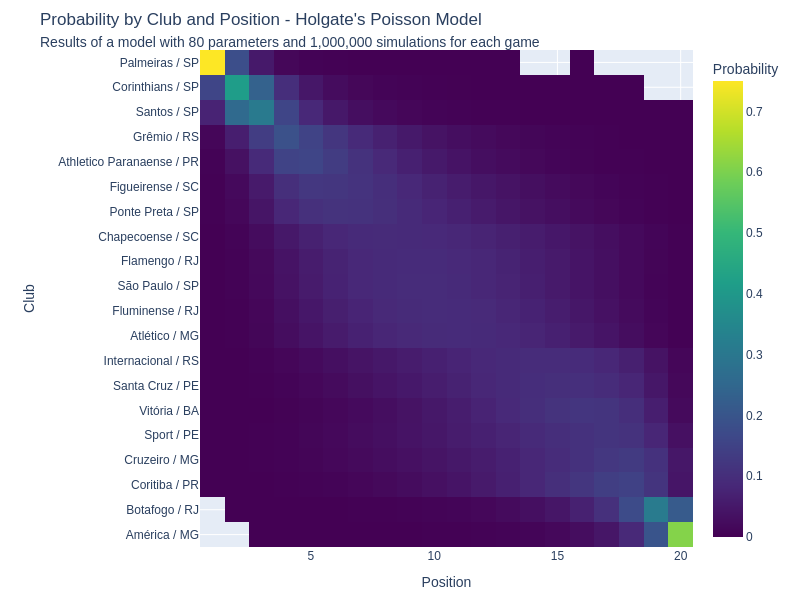 Probability by Club and Position - Holgate's Poisson Model
Results of a model with 80 parameters and 1,000,000 simulations for each game
Probability
Palmeiras / SP
Corinthians / SP
Santos / SP
Grêmio / RS
Athletico Paranaense / PR
Figueirense / SC
Ponte Preta / SP
Chapecoense / SC
Flamengo / RJ
São Paulo / SP
Fluminense / RJ
Atlético / MG
Internacional / RS
Santa Cruz / PE
Vitória / BA
Sport / PE
Cruzeiro / MG
Coritiba / PR
Botafogo / RJ
América / MG
Club
5 10 15 20
Position
0.7
0.6
0.5
0.4
0.3
0.2
0.1
0